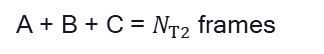 A + B + C = N_T2 frames